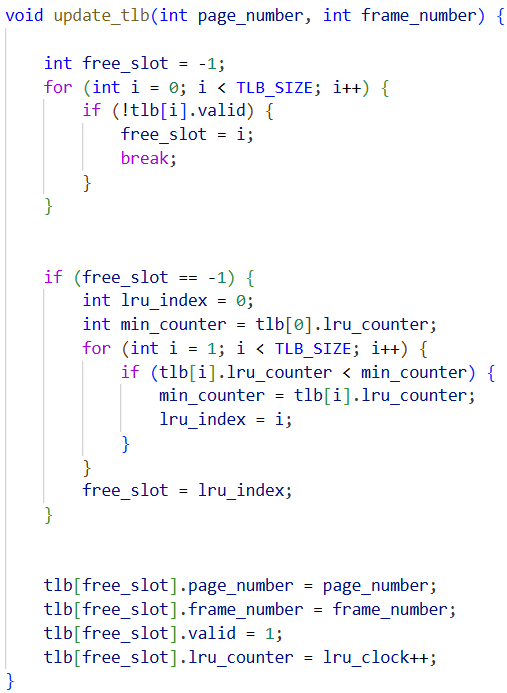 void update_tlb(int page_number, int frame_number) {
    int free_slot = -1;
    for (int i = 0; i < TLB_SIZE; i++) {
        if (!tlb[i].valid) {
            free_slot = i;
            break;
        }
    }
    if (free_slot == -1) {
        int lru_index = 0;
        int min_counter = tlb[0].lru_counter;
        for (int i = 1; i < TLB_SIZE; i++) {
            if (tlb[i].lru_counter < min_counter) {
                min_counter = tlb[i].lru_counter;
                lru_index = i;
            }
        }
        free_slot = lru_index;
    }
    tlb[free_slot].page_number = page_number;
    tlb[free_slot].frame_number = frame_number;
    tlb[free_slot].valid = 1;
    tlb[free_slot].lru_counter = lru_clock++;
}